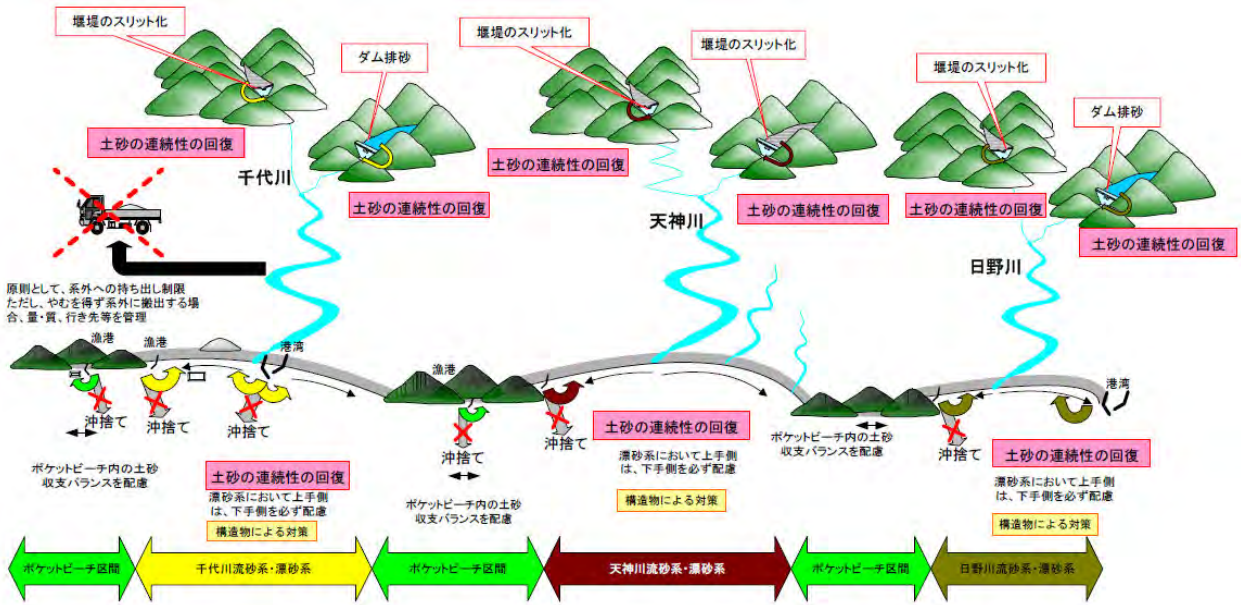 堰堤のスリット化
ダム排砂
土砂の連続性の回復
千代川
土砂の連続性の回復
堰堤のスリット化
堰堤のスリット化
土砂の連続性の回復
天神川
土砂の連続性の回復
堰堤のスリット化
ダム排砂
土砂の連続性の回復
日野川
土砂の連続性の回復
原則として、系外への持ち出し制限
ただし、やむを得ず系外に搬出する場
合、量・質、行き先等を管理
漁港
漁港
港湾
漁港
港湾
沖捨て
沖捨て
沖捨て
沖捨て
沖捨て
沖捨て
ポケットビーチ内の土砂
収支バランスを配慮
土砂の連続性の回復
漂砂系において上手側
は、下手側を必ず配慮
構造物による対策
ポケットビーチ内の土砂
収支バランスを配慮
土砂の連続性の回復
漂砂系において上手側
は、下手側を必ず配慮
構造物による対策
ポケットビーチ内の土砂
収支バランスを配慮
土砂の連続性の回復
漂砂系において上手側
は、下手側を必ず配慮
構造物による対策
ポケットビーチ区間
千代川流砂系・漂砂系
ポケットビーチ区間
天神川流砂系・漂砂系
ポケットビーチ区間
日野川流砂系・漂砂系